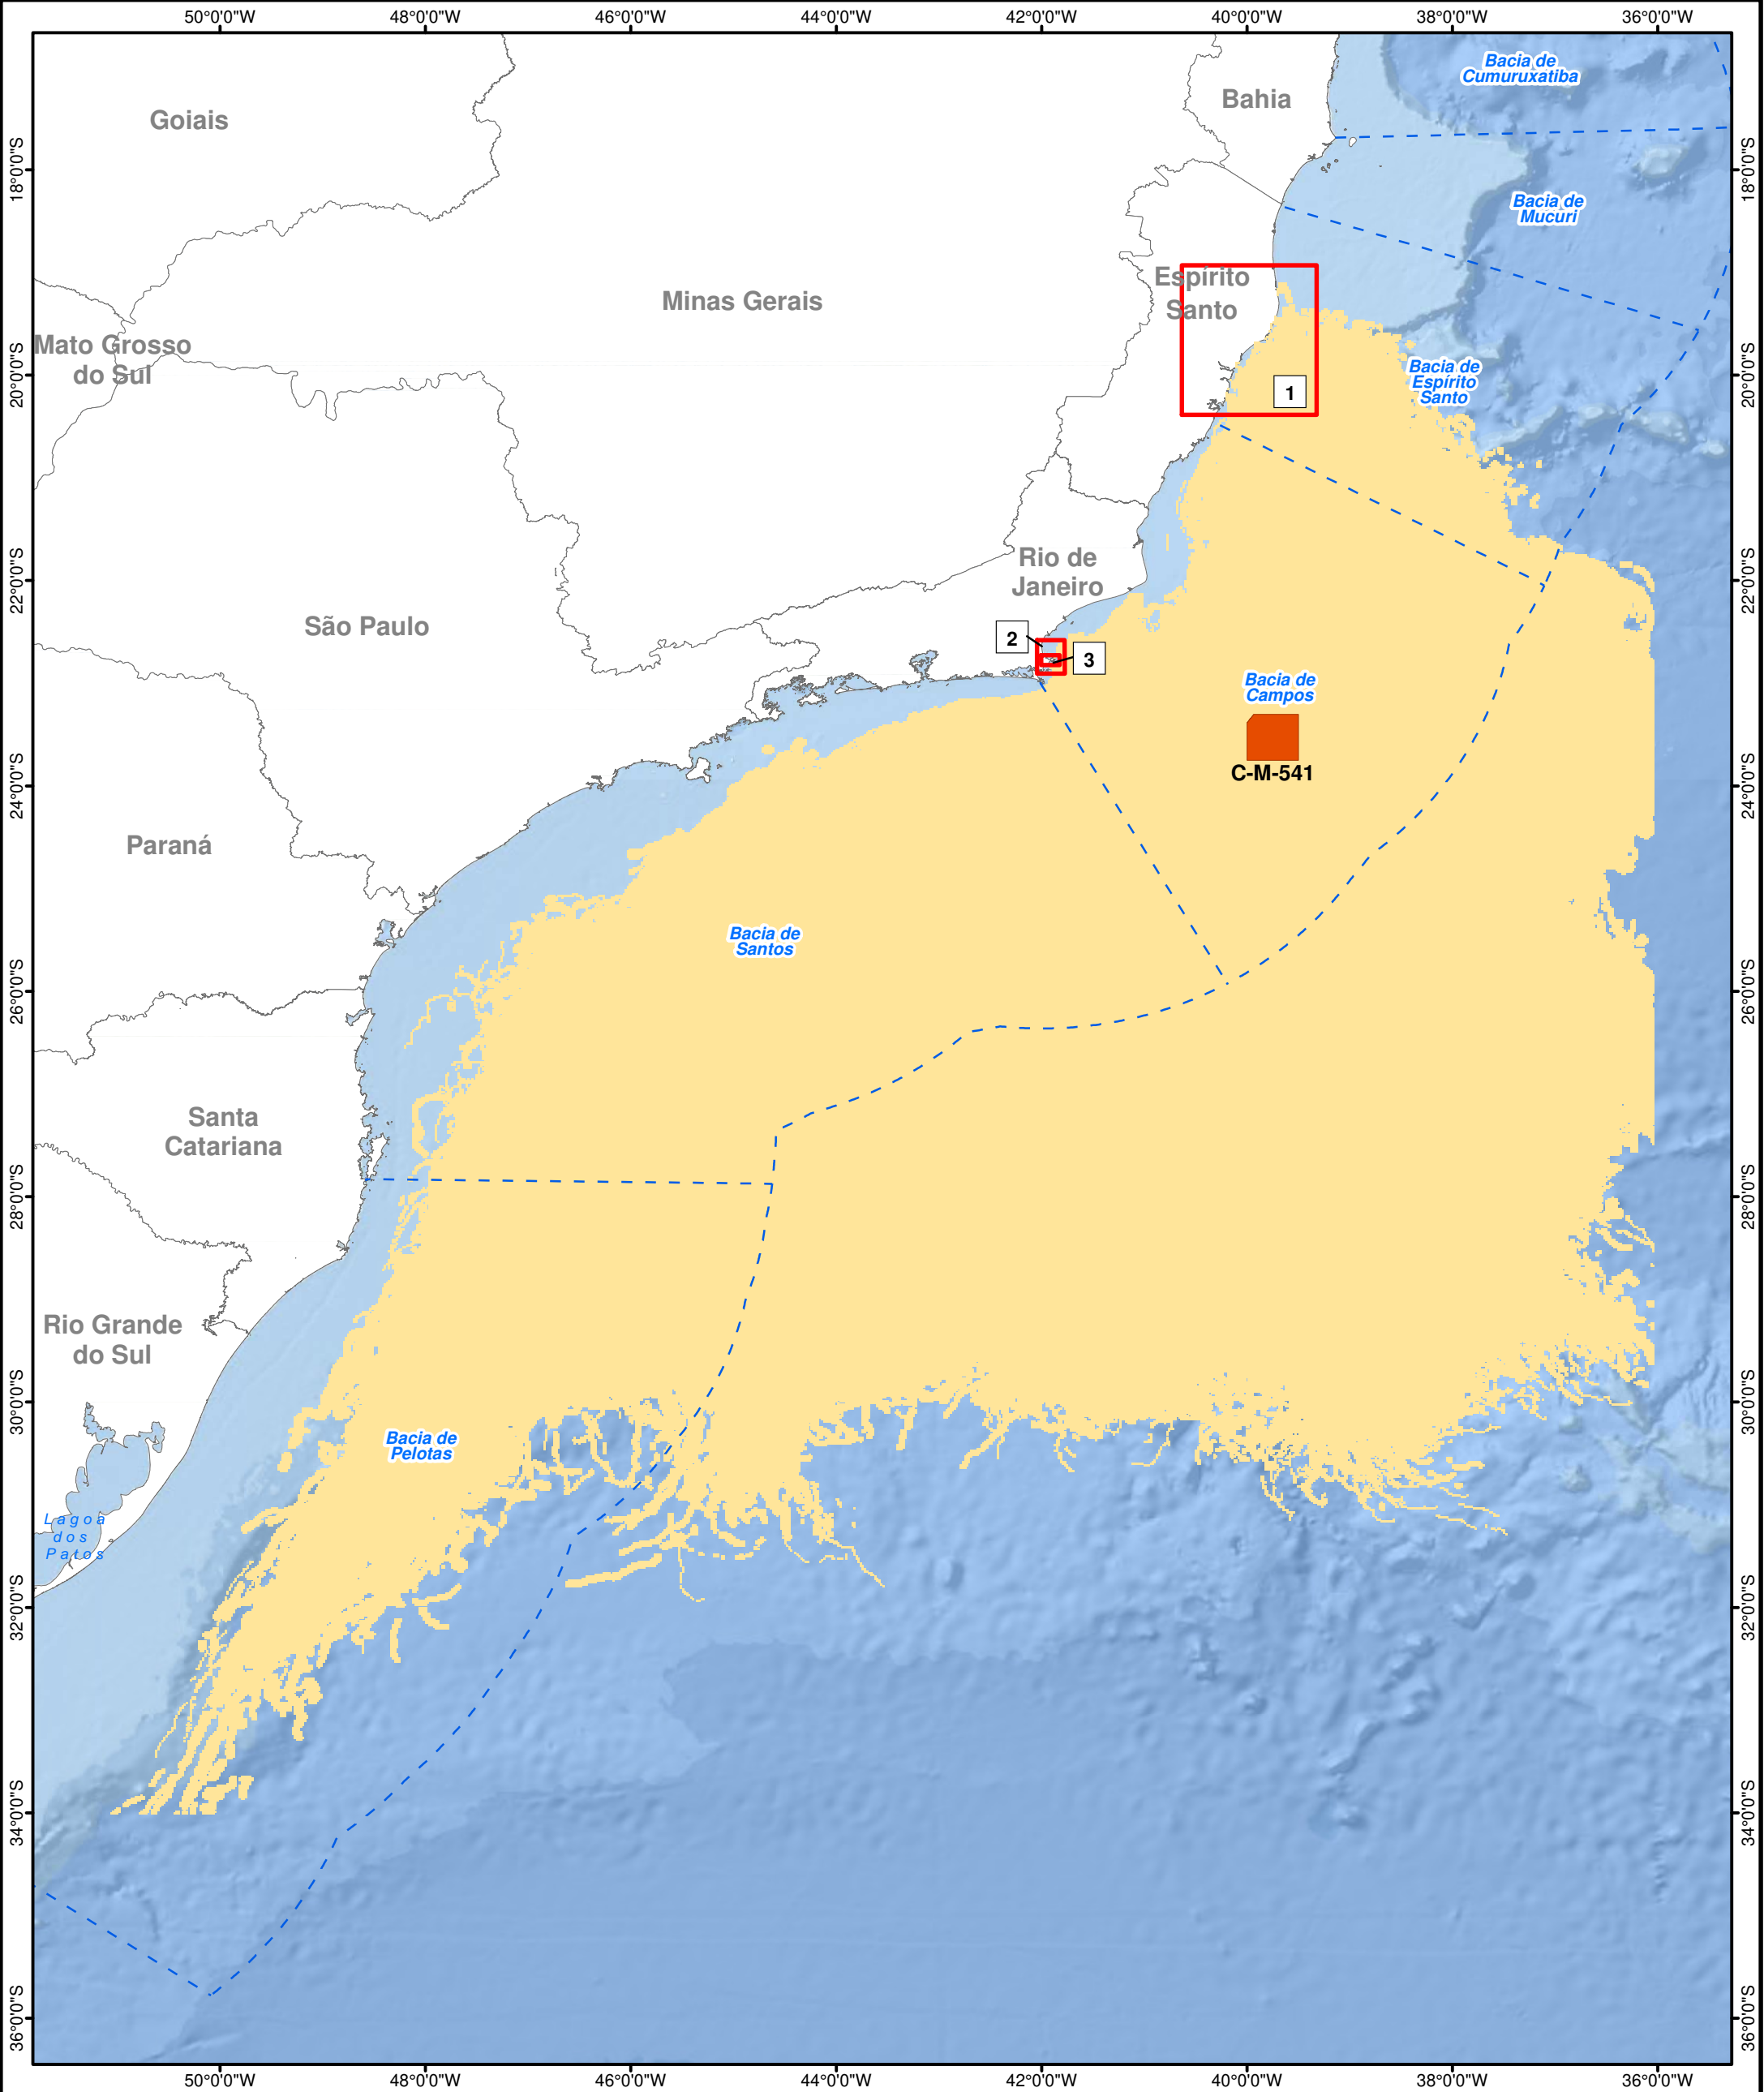 50°0'0"W 48°0'0"W 46°0'0"W 44°0'0"W 42°0'0"W 40°0'0"W 38°0'0"W 36°0'0"W
Bacia de
Cumuruxatiba
Bahia
Goiais
18°0'0"S
18°0'0"S
Bacia de
Mucuri
Espírito
Santo
Minas Gerais
Mato Grosso
do Sul
20°0'0"S
20°0'0"S
Bacia de
Espírito
Santo
1
Rio de
Janeiro
22°0'0"S
22°0'0"S
São Paulo
2
3
Bacia de
Campos
C-M-541
24°0'0"S
24°0'0"S
Paraná
Bacia de
Santos
26°0'0"S
26°0'0"S
Santa
Catariana
28°0'0"S
28°0'0"S
Rio Grande
do Sul
30°0'0"S
30°0'0"S
Bacia de
Pelotas
Lagoa
dos
Patos
32°0'0"S
32°0'0"S
34°0'0"S
34°0'0"S
36°0'0"S
36°0'0"S
50°0'0"W 48°0'0"W 46°0'0"W 44°0'0"W 42°0'0"W 40°0'0"W 38°0'0"W 36°0'0"W